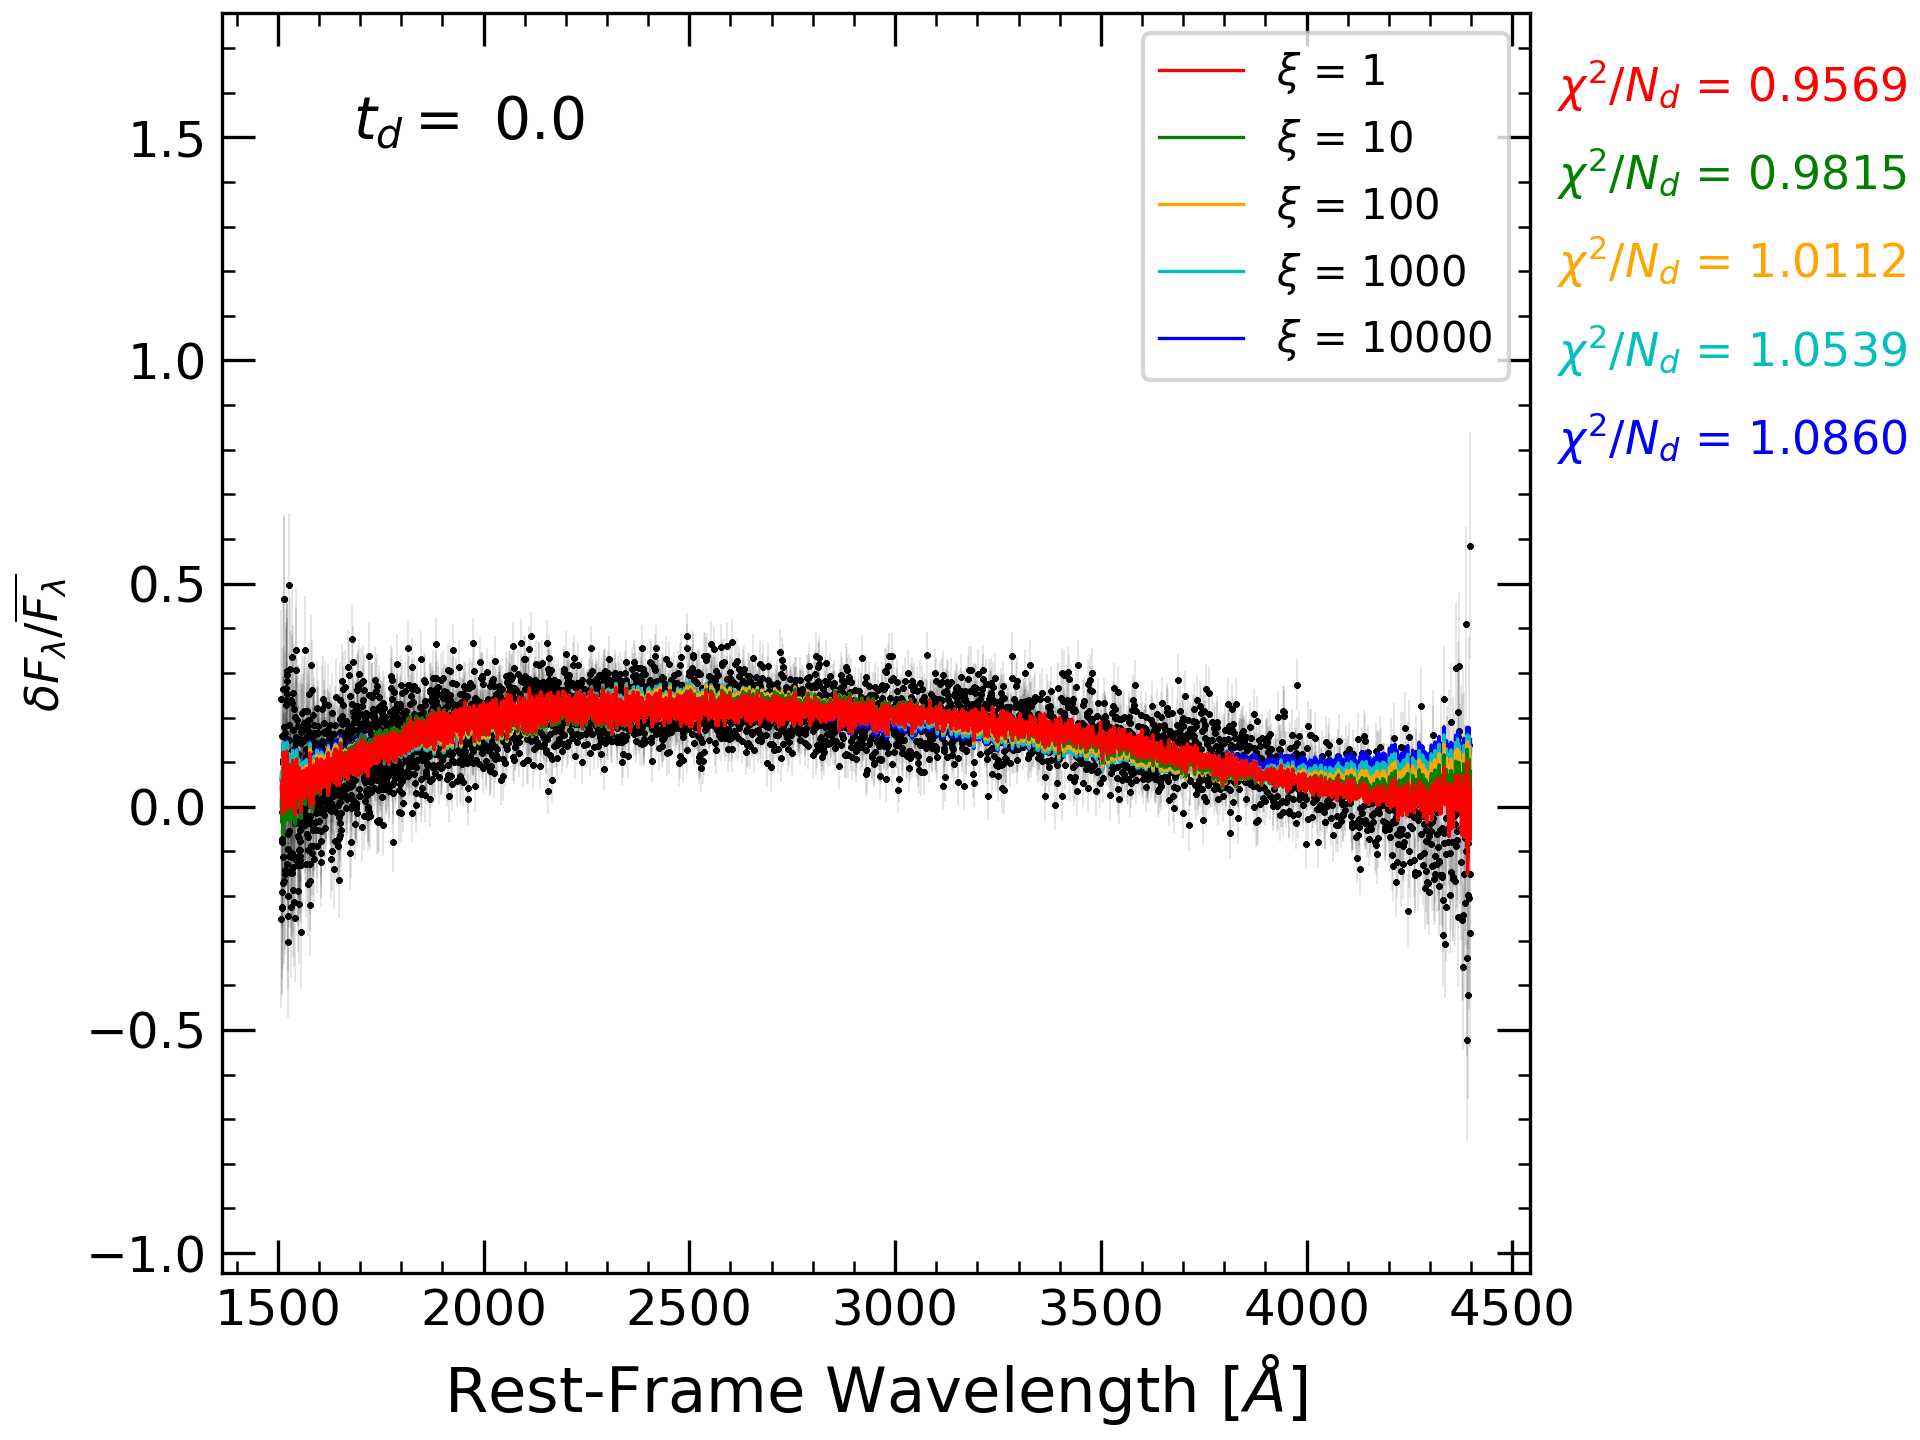 t_d = 0.0
ξ = 1
ξ = 10
ξ = 100
ξ = 1000
ξ = 10000
χ²/N_d = 0.9569
χ²/N_d = 0.9815
χ²/N_d = 1.0112
χ²/N_d = 1.0539
χ²/N_d = 1.0860
1.5
1.0
0.5
0.0
−0.5
−1.0
δF_λ/F̅_λ
1500 2000 2500 3000 3500 4000 4500
Rest-Frame Wavelength [Å]